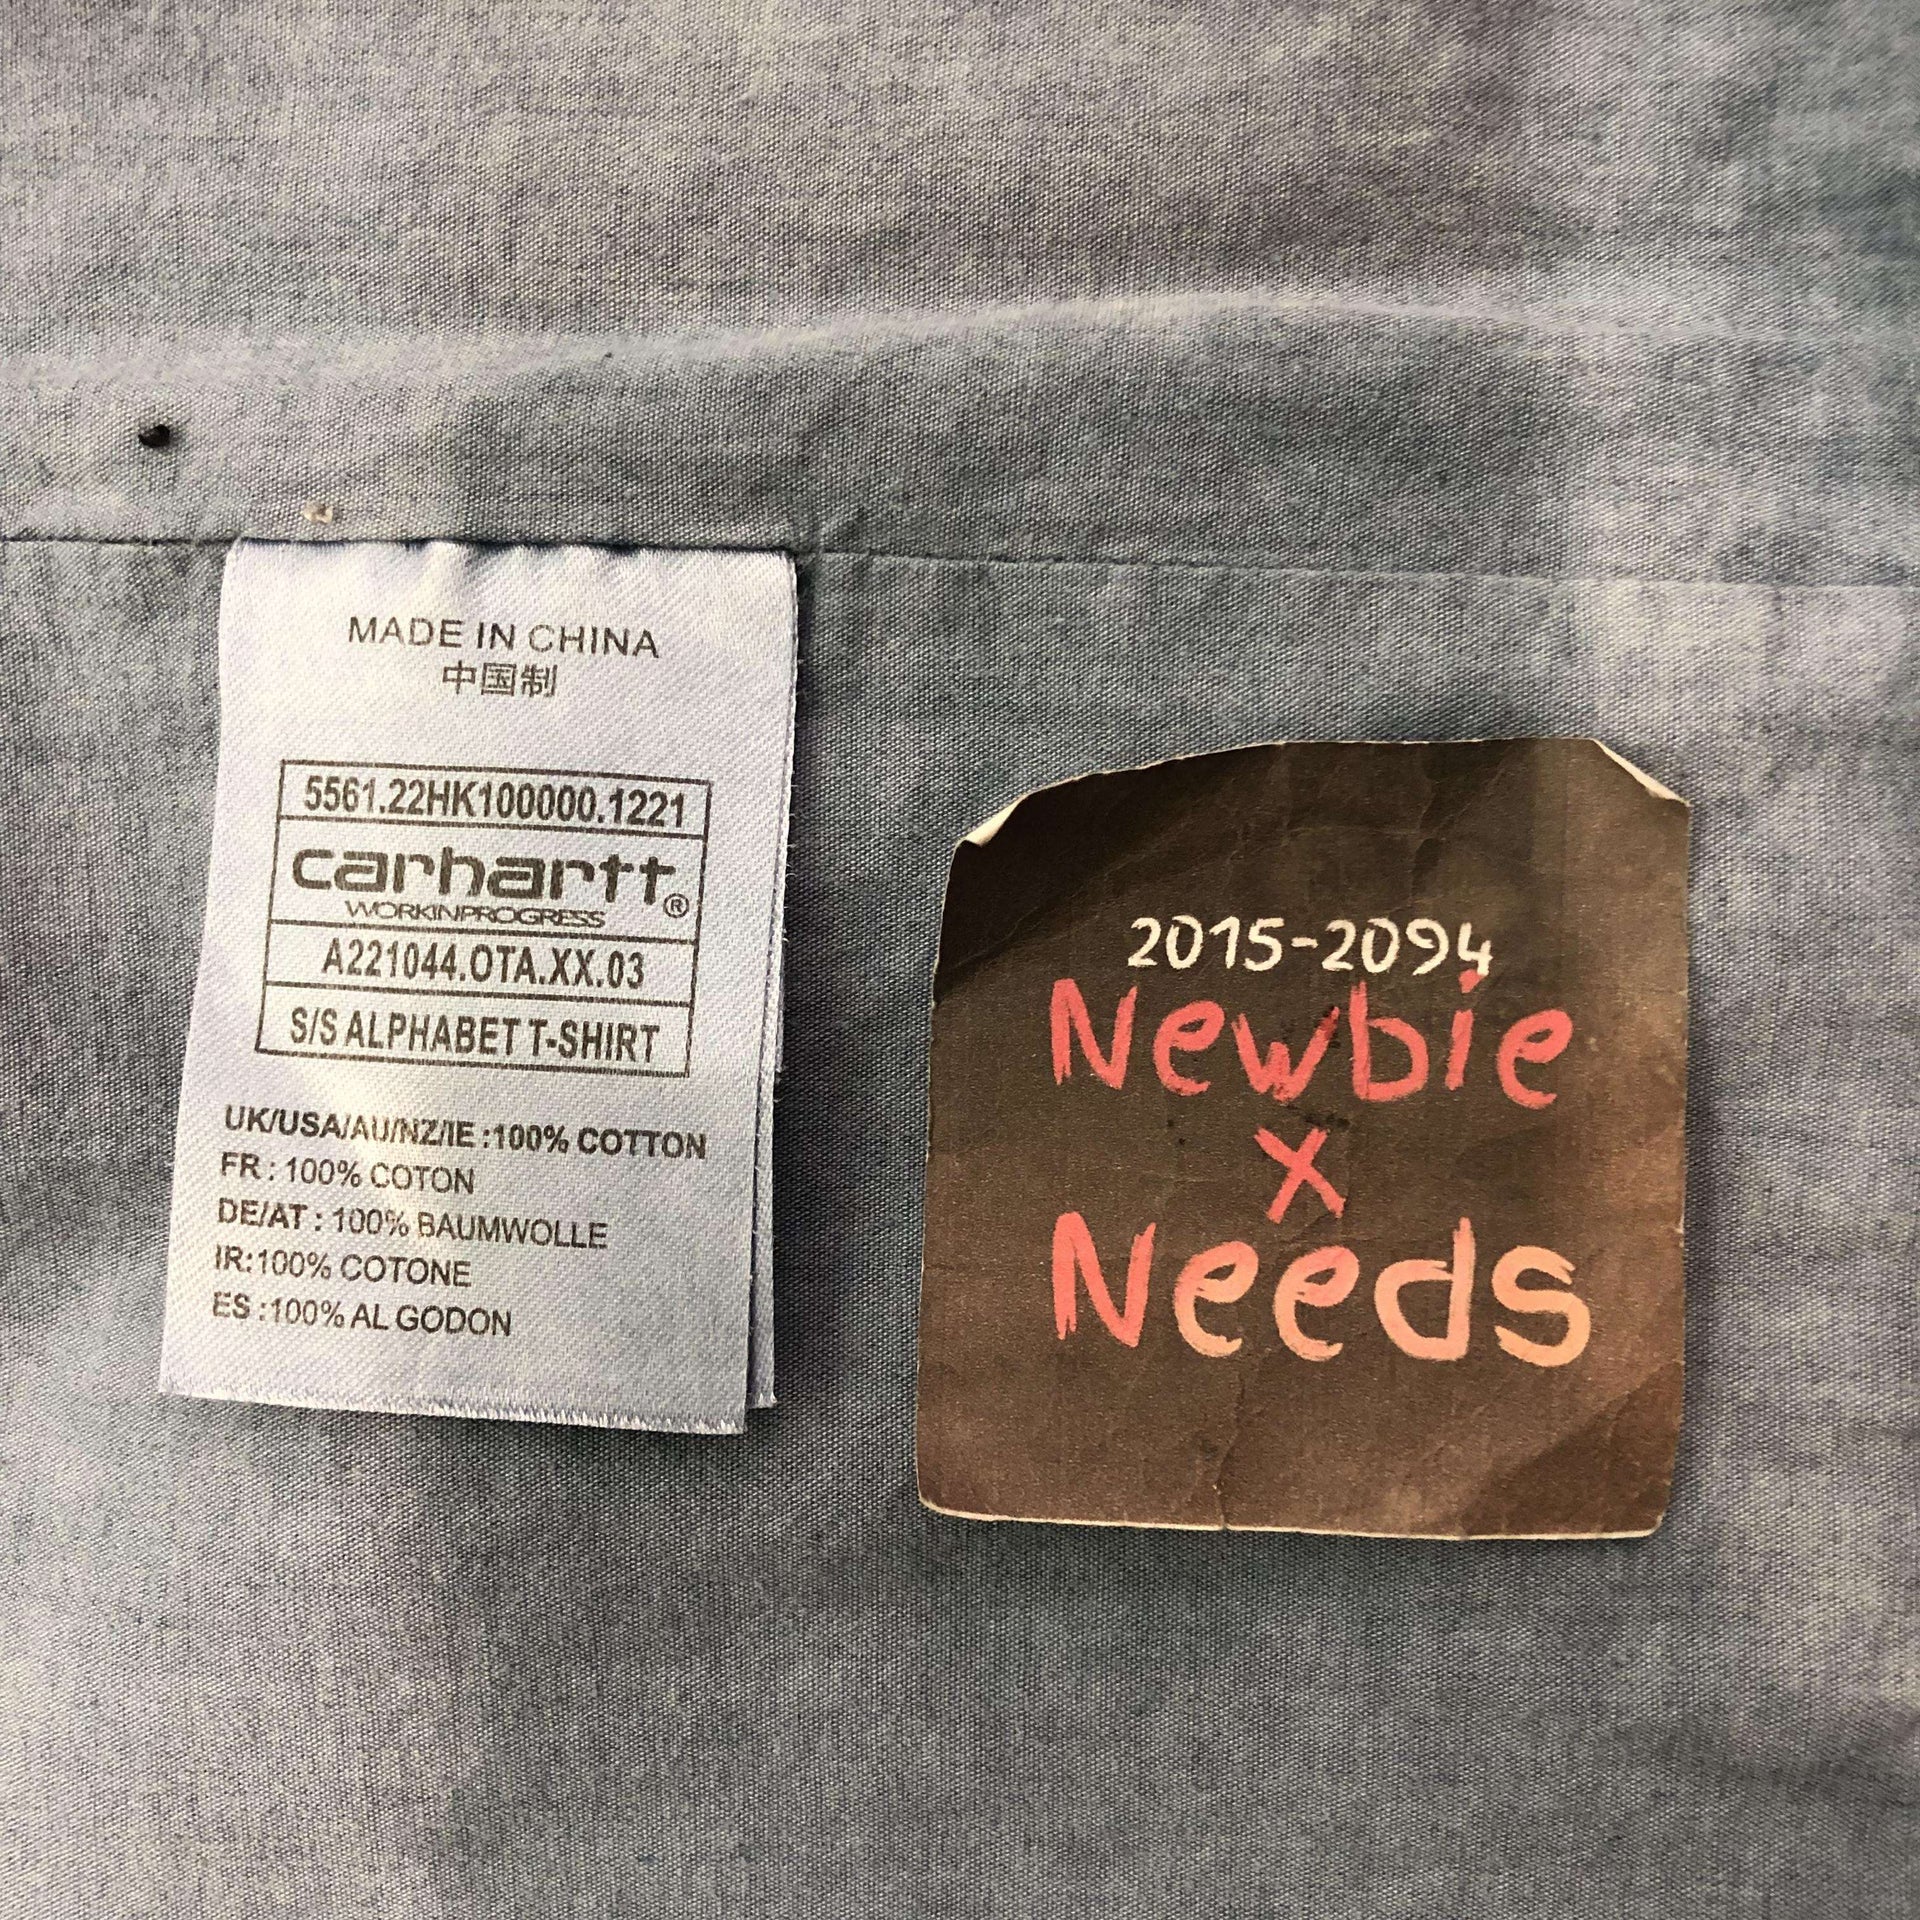 MADE IN CHINA
中国制
5561.22HK100000.1221
carhartt®
WORKINPROGRESS
A221044.OTA.XX.03
S/S ALPHABET T-SHIRT
UK/USA/AU/NZ/IE :100% COTTON
FR : 100% COTON
DE/AT : 100% BAUMWOLLE
IR:100% COTONE
ES :100% AL GODON
2015-2094
Newbie
x
Needs